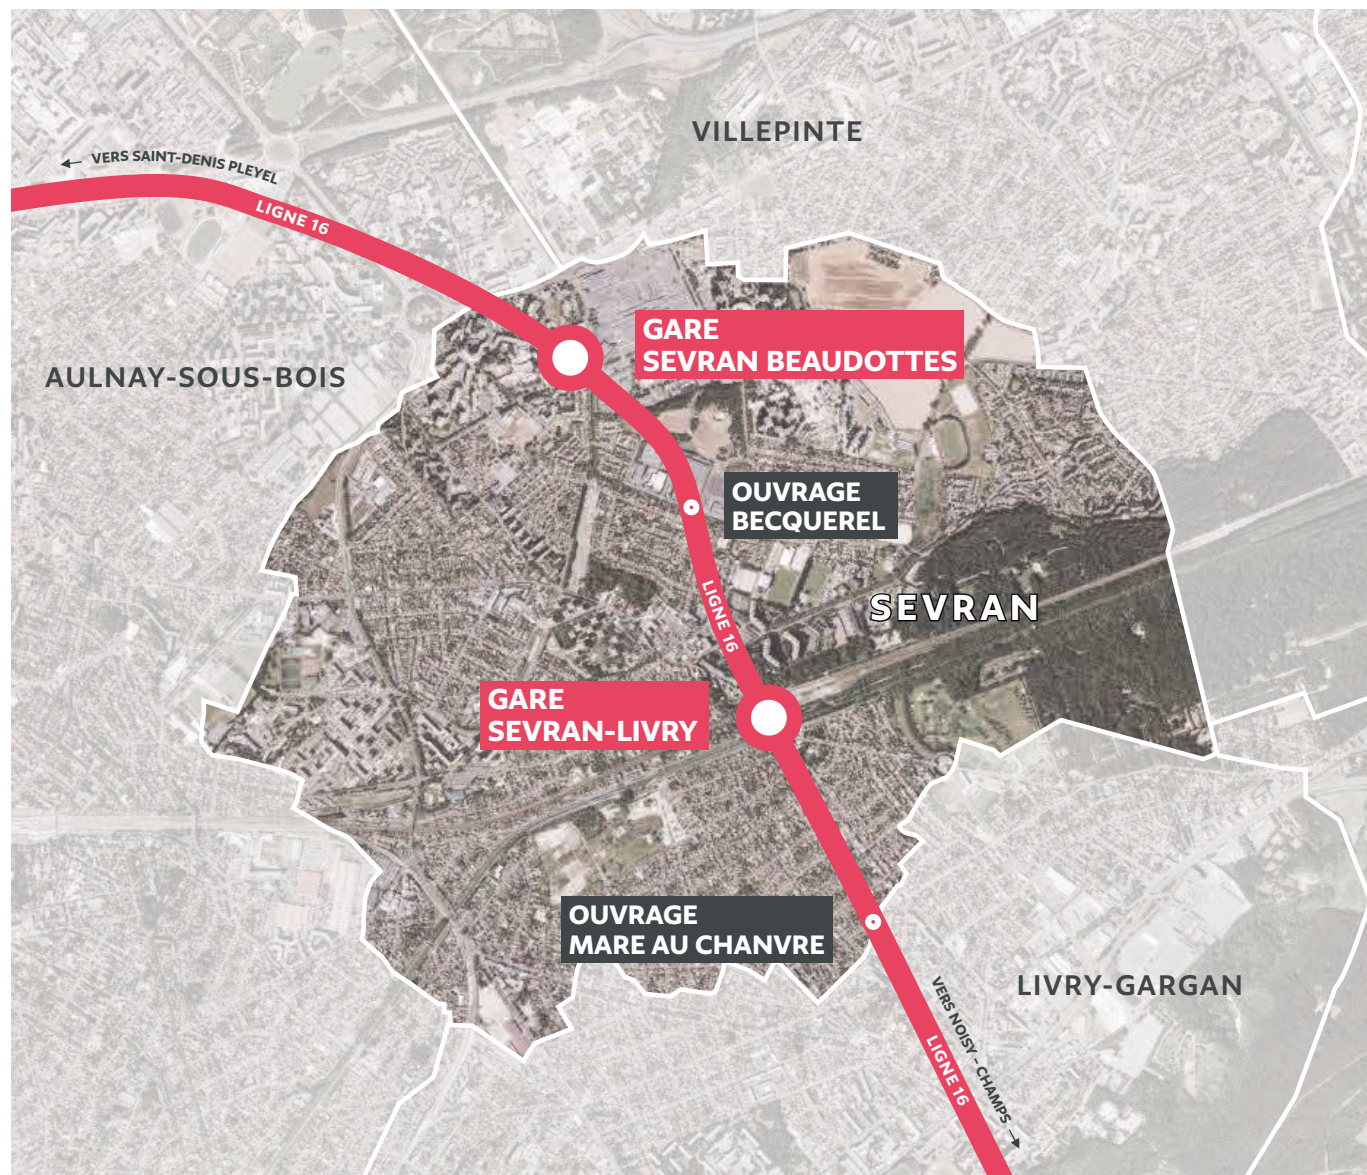 VILLEPINTE
VERS SAINT-DENIS PLEYEL
LIGNE 16
GARE
SEVRAN BEAUDOTTES
AULNAY-SOUS-BOIS
OUVRAGE
BECQUEREL
LIGNE 16
SEVRAN
GARE
SEVRAN-LIVRY
OUVRAGE
MARE AU CHANVRE
LIVRY-GARGAN
VERS NOISY - CHAMPS
LIGNE 16